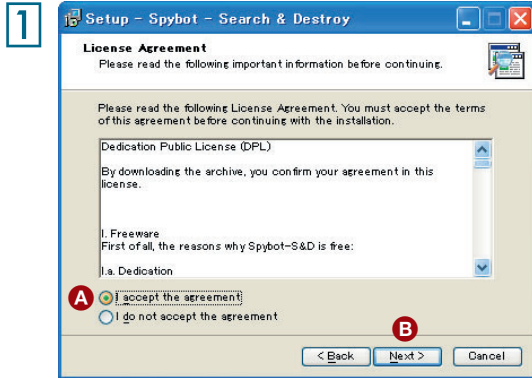 1
Setup - Spybot - Search & Destroy
License Agreement
Please read the following important information before continuing.
Please read the following License Agreement. You must accept the terms
of this agreement before continuing with the installation.
Dedication Public License (DPL)
By downloading the archive, you confirm your agreement in this
license.
I. Freeware
First of all, the reasons why Spybot-S&D is free:
I.a. Dedication
A I accept the agreement
I do not accept the agreement
B
< Back Next > Cancel